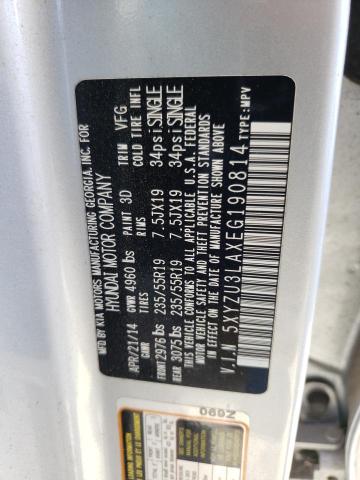 MFD BY KIA MOTORS MANUFACTURING GEORGIA, INC. FOR
HYUNDAI MOTOR COMPANY
APR/21/14 GVWR 4960 lbs PAINT 3D TRIM VFG
GAWR TIRES RIMS COLD TIRE INFL
FRONT 2976 lbs 235/55R19 7.5JX19 34psi SINGLE
REAR 3075 lbs 235/55R19 7.5JX19 34psi SINGLE
THIS VEHICLE CONFORMS TO ALL APPLICABLE U.S.A. FEDERAL
MOTOR VEHICLE SAFETY AND THEFT PREVENTION STANDARDS
IN EFFECT ON THE DATE OF MANUFACTURE SHOWN ABOVE.
V.I.N 5XYZU3LAXEG190814 TYPE:MPV
069Z